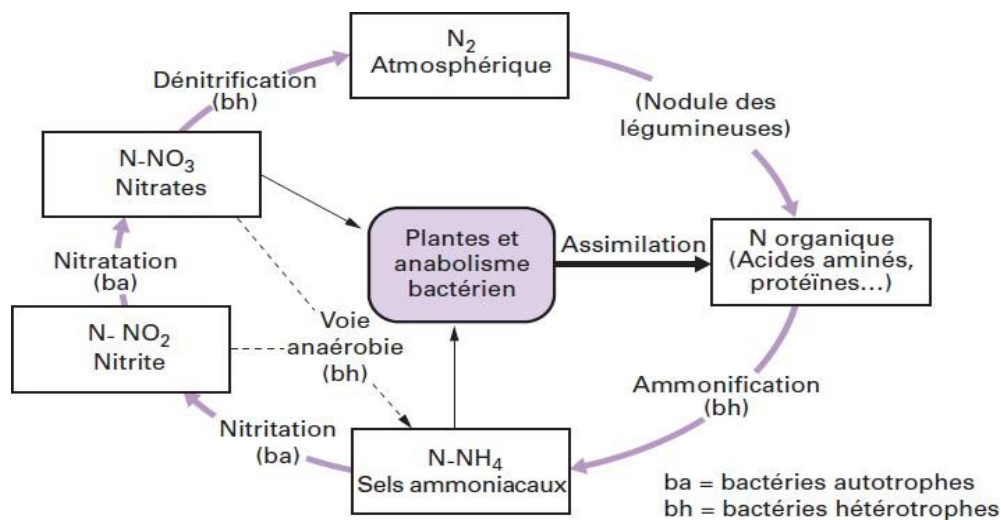 N2
Atmosphérique
Dénitrification
(bh)
(Nodule des
légumineuses)
N-NO3
Nitrates
Plantes et
anabolisme
bactérien
Assimilation
N organique
(Acides aminés,
protëïnes…)
Nitratation
(ba)
N- NO2
Nitrite
Voie
anaérobie
(bh)
Ammonification
(bh)
Nitritation
(ba)
N-NH4
Sels ammoniacaux
ba = bactéries autotrophes
bh = bactéries hétérotrophes